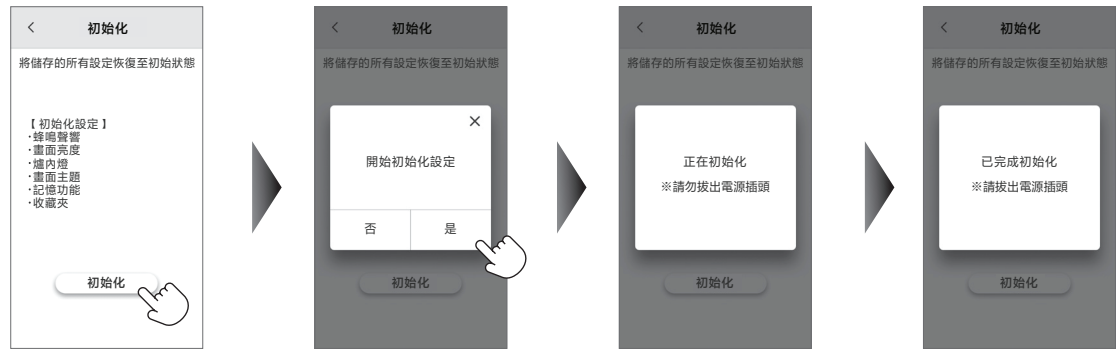 初始化
將儲存的所有設定恢復至初始狀態
【初始化設定】
･蜂鳴聲響
･畫面亮度
･爐內燈
･畫面主題
･記憶功能
･收藏夾
初始化
初始化
將儲存的所有設定恢復至初始狀態
開始初始化設定
否
是
初始化
初始化
將儲存的所有設定恢復至初始狀態
正在初始化
※請勿拔出電源插頭
初始化
初始化
將儲存的所有設定恢復至初始狀態
已完成初始化
※請拔出電源插頭
初始化